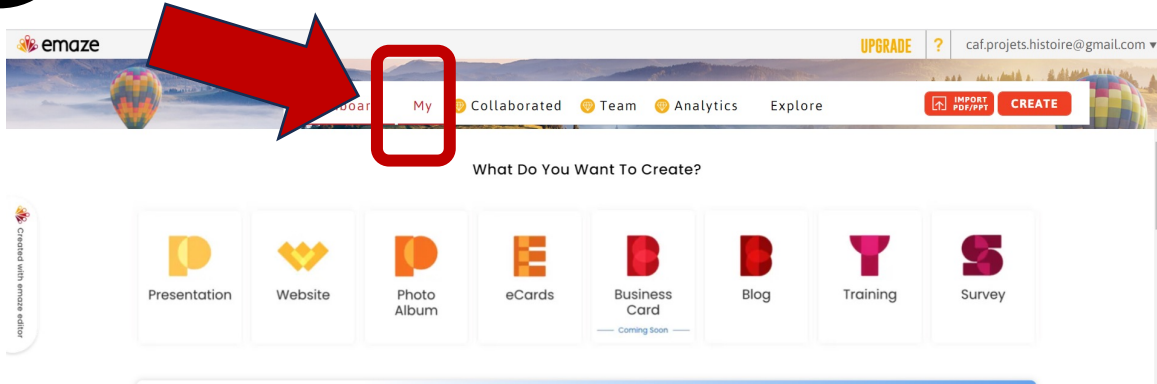 emaze
UPGRADE ? caf.projets.histoire@gmail.com
My Collaborated Team Analytics Explore IMPORT PDF/PPT CREATE
What Do You Want To Create?
Created with emaze editor
Presentation Website Photo Album eCards Business Card Blog Training Survey
Coming Soon